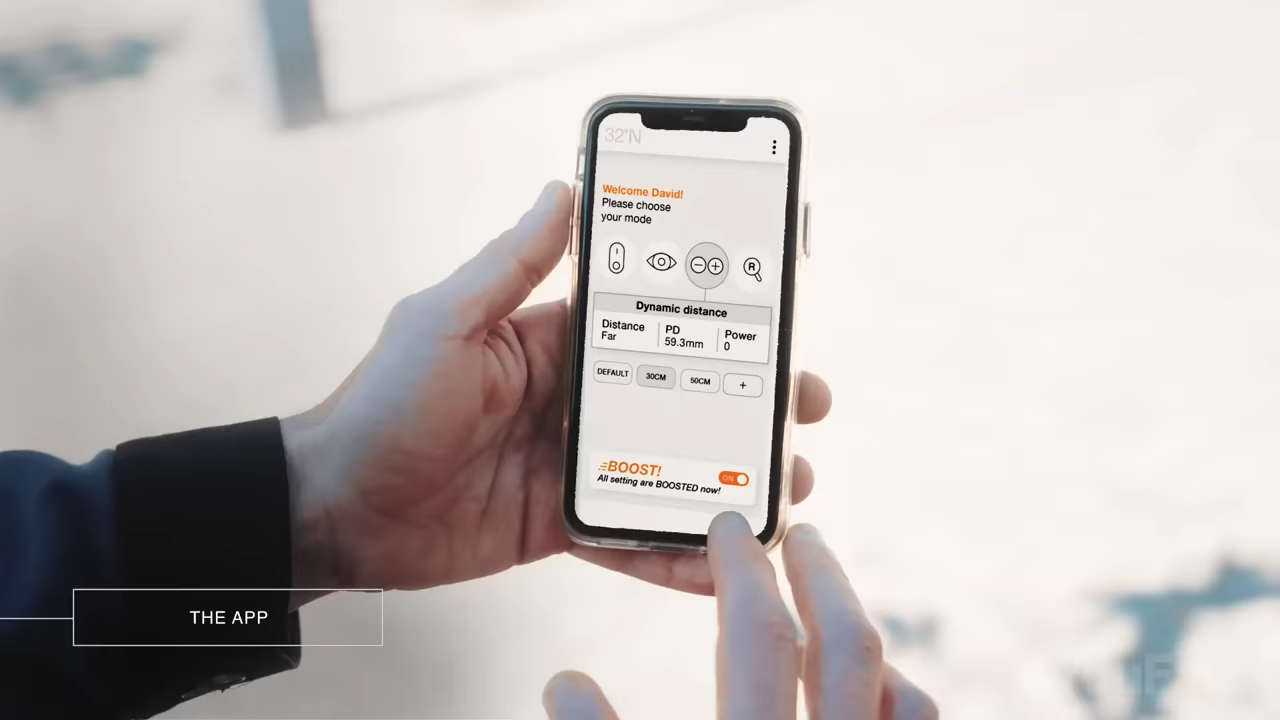 32°N
Welcome David!
Please choose
your mode
R
Dynamic distance
Distance
Far
PD
59.3mm
Power
0
DEFAULT
30CM
50CM
+
BOOST!
All setting are BOOSTED now!
ON
THE APP